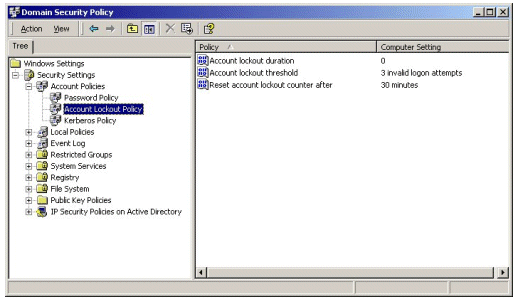 Domain Security Policy
Action View
Tree
Policy Computer Setting
Windows Settings
Security Settings
Account Policies
Password Policy
Account Lockout Policy
Kerberos Policy
Local Policies
Event Log
Restricted Groups
System Services
Registry
File System
Public Key Policies
IP Security Policies on Active Directory
Account lockout duration 0
Account lockout threshold 3 invalid logon attempts
Reset account lockout counter after 30 minutes